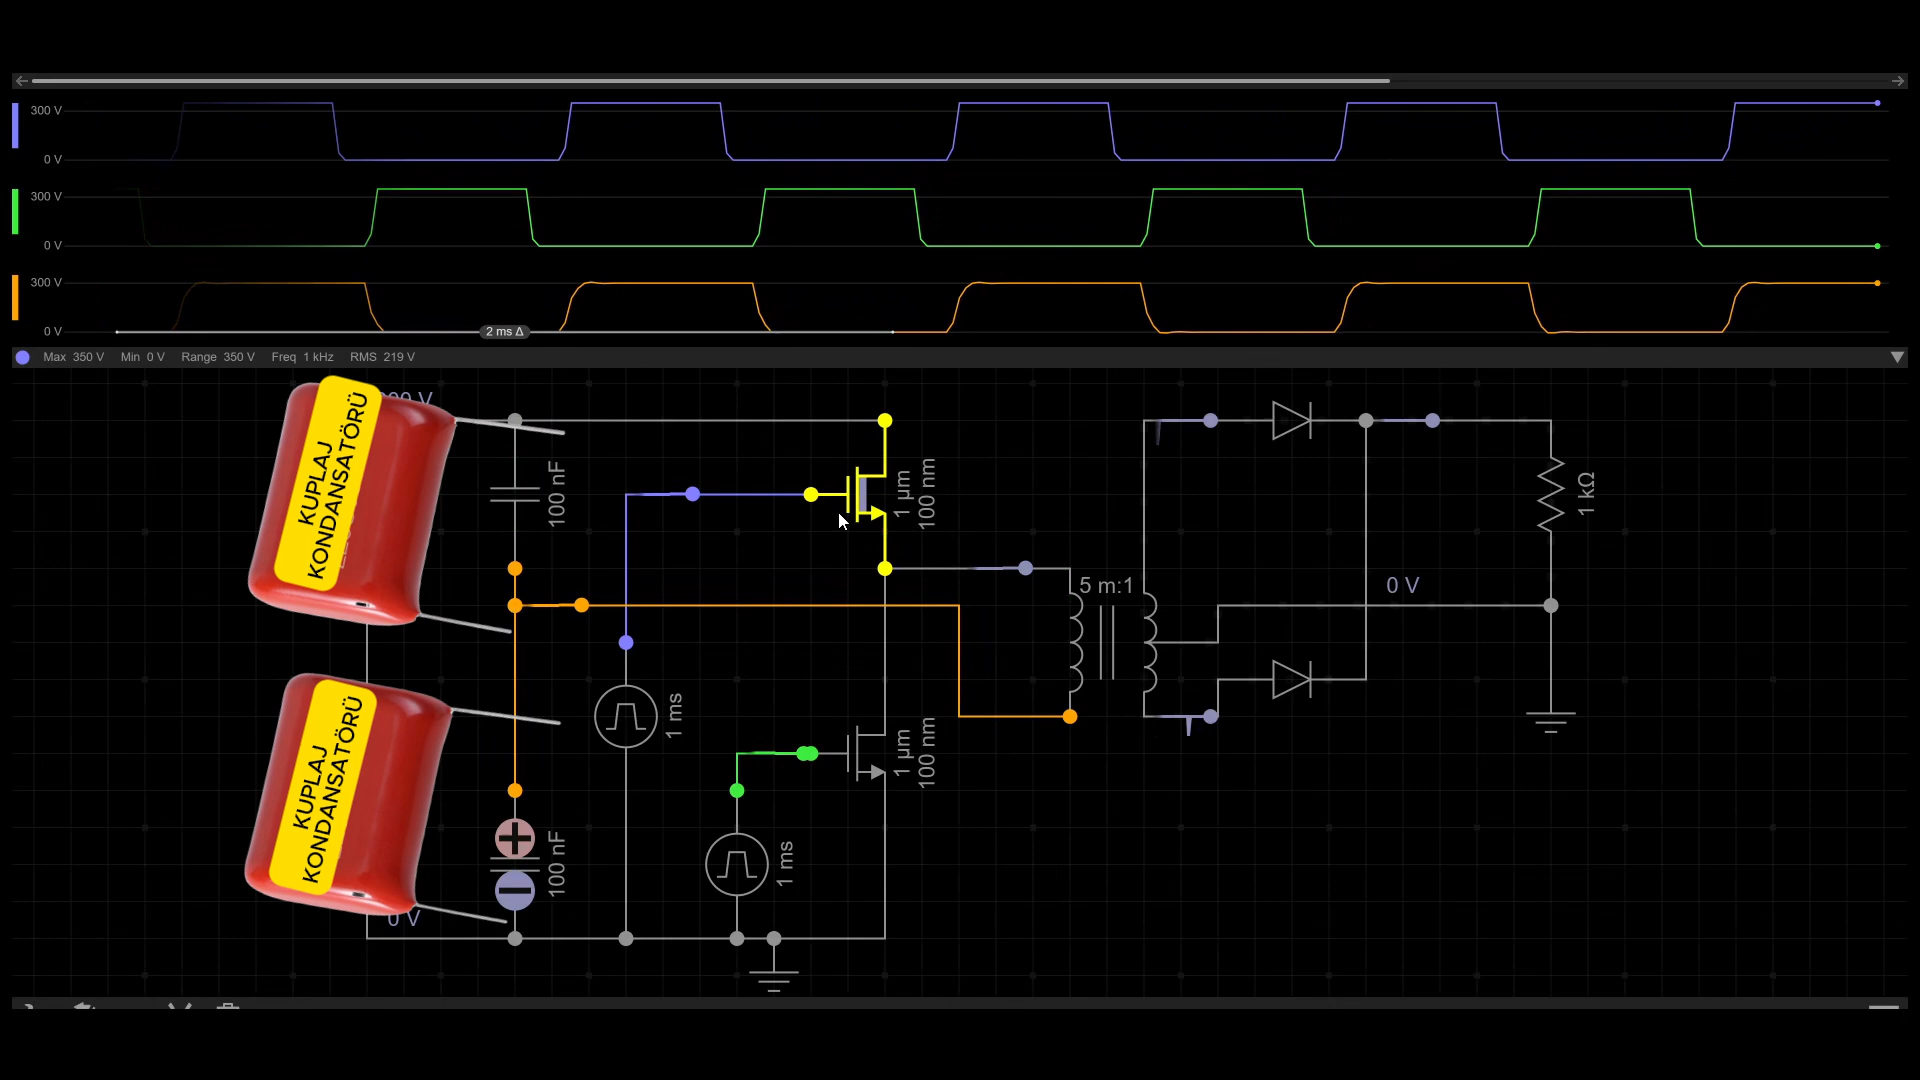 300 V
0 V
300 V
0 V
300 V
0 V
2 ms Δ
Max 350 V Min 0 V Range 350 V Freq 1 kHz RMS 219 V
KUPLAJ
KONDANSATÖRÜ
100 nF
1 µm
100 nm
1 kΩ
5 m:1
0 V
KUPLAJ
KONDANSATÖRÜ
1 ms
1 µm
100 nm
100 nF
1 ms
0 V